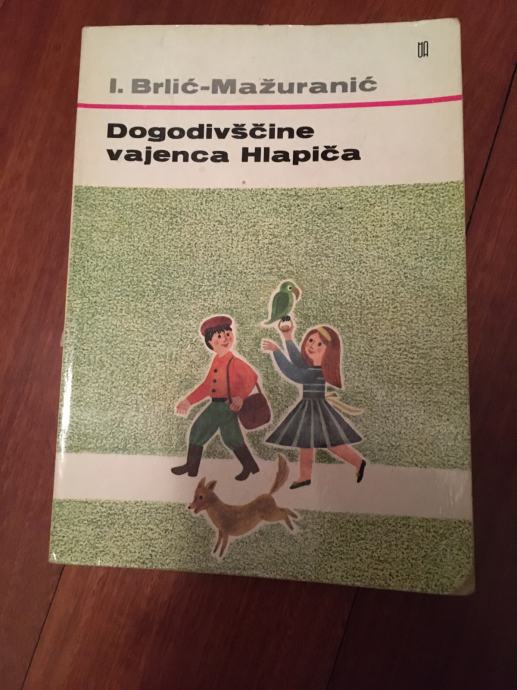 I. Brlić-Mažuranić
Dogodivščine
vajenca Hlapiča